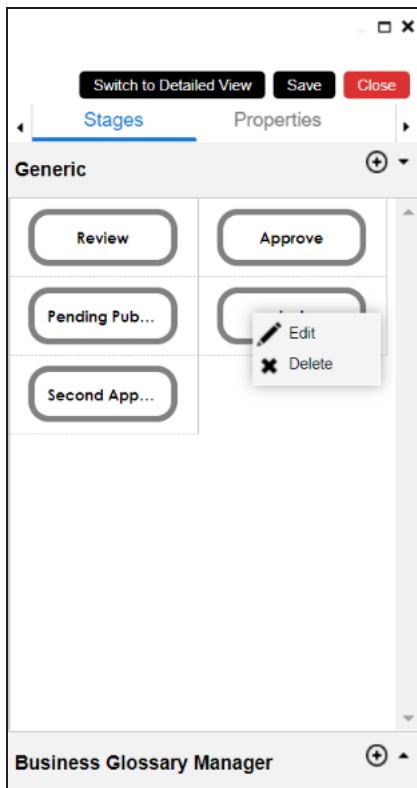 Switch to Detailed View Save Close
Stages Properties
Generic
Review Approve
Pending Pub...
Edit
Delete
Second App...
Business Glossary Manager